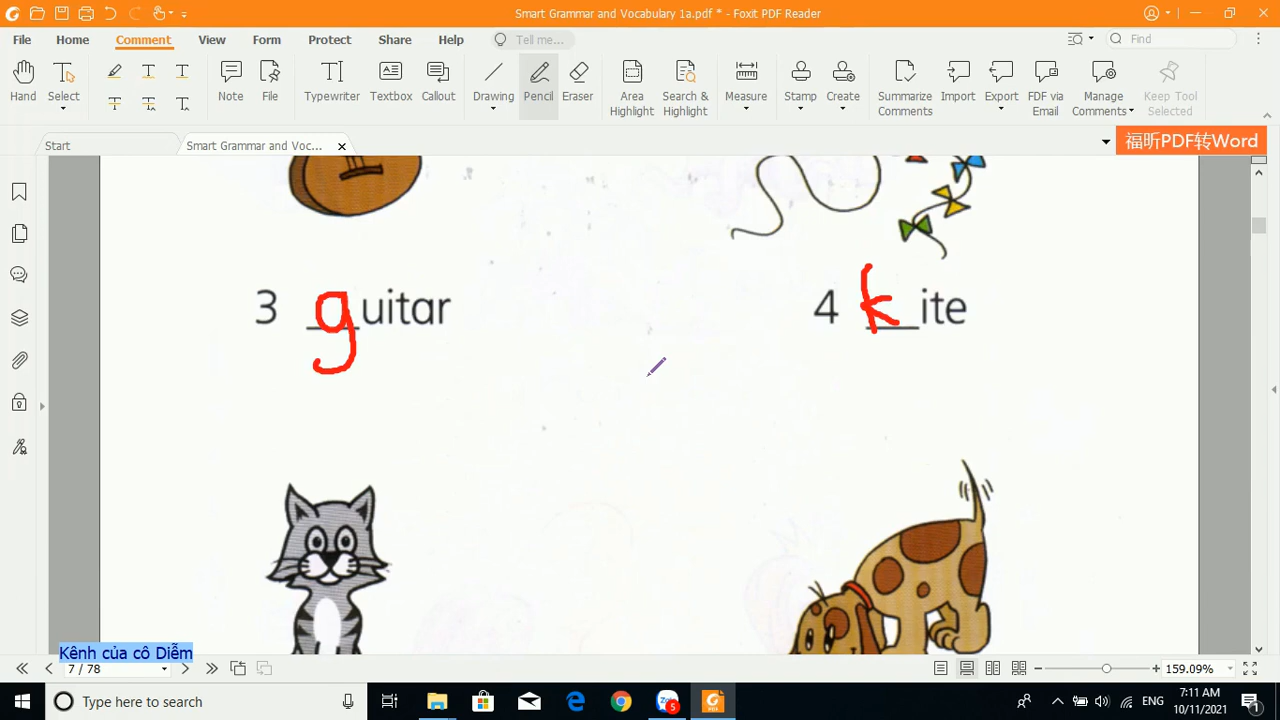 Smart Grammar and Vocabulary 1a.pdf * - Foxit PDF Reader
File Home Comment View Form Protect Share Help Tell me... Find
Hand Select Note File Typewriter Textbox Callout Drawing Pencil Eraser Area Highlight Search & Highlight Measure Stamp Create Summarize Comments Import Export PDF via Email Manage Comments Keep Tool Selected
Start Smart Grammar and Voc... 福昕PDF转Word
3 guitar 4 kite
Kênh của cô Diễm
7 / 78 159.09%
Type here to search ENG 7:11 AM
10/11/2021